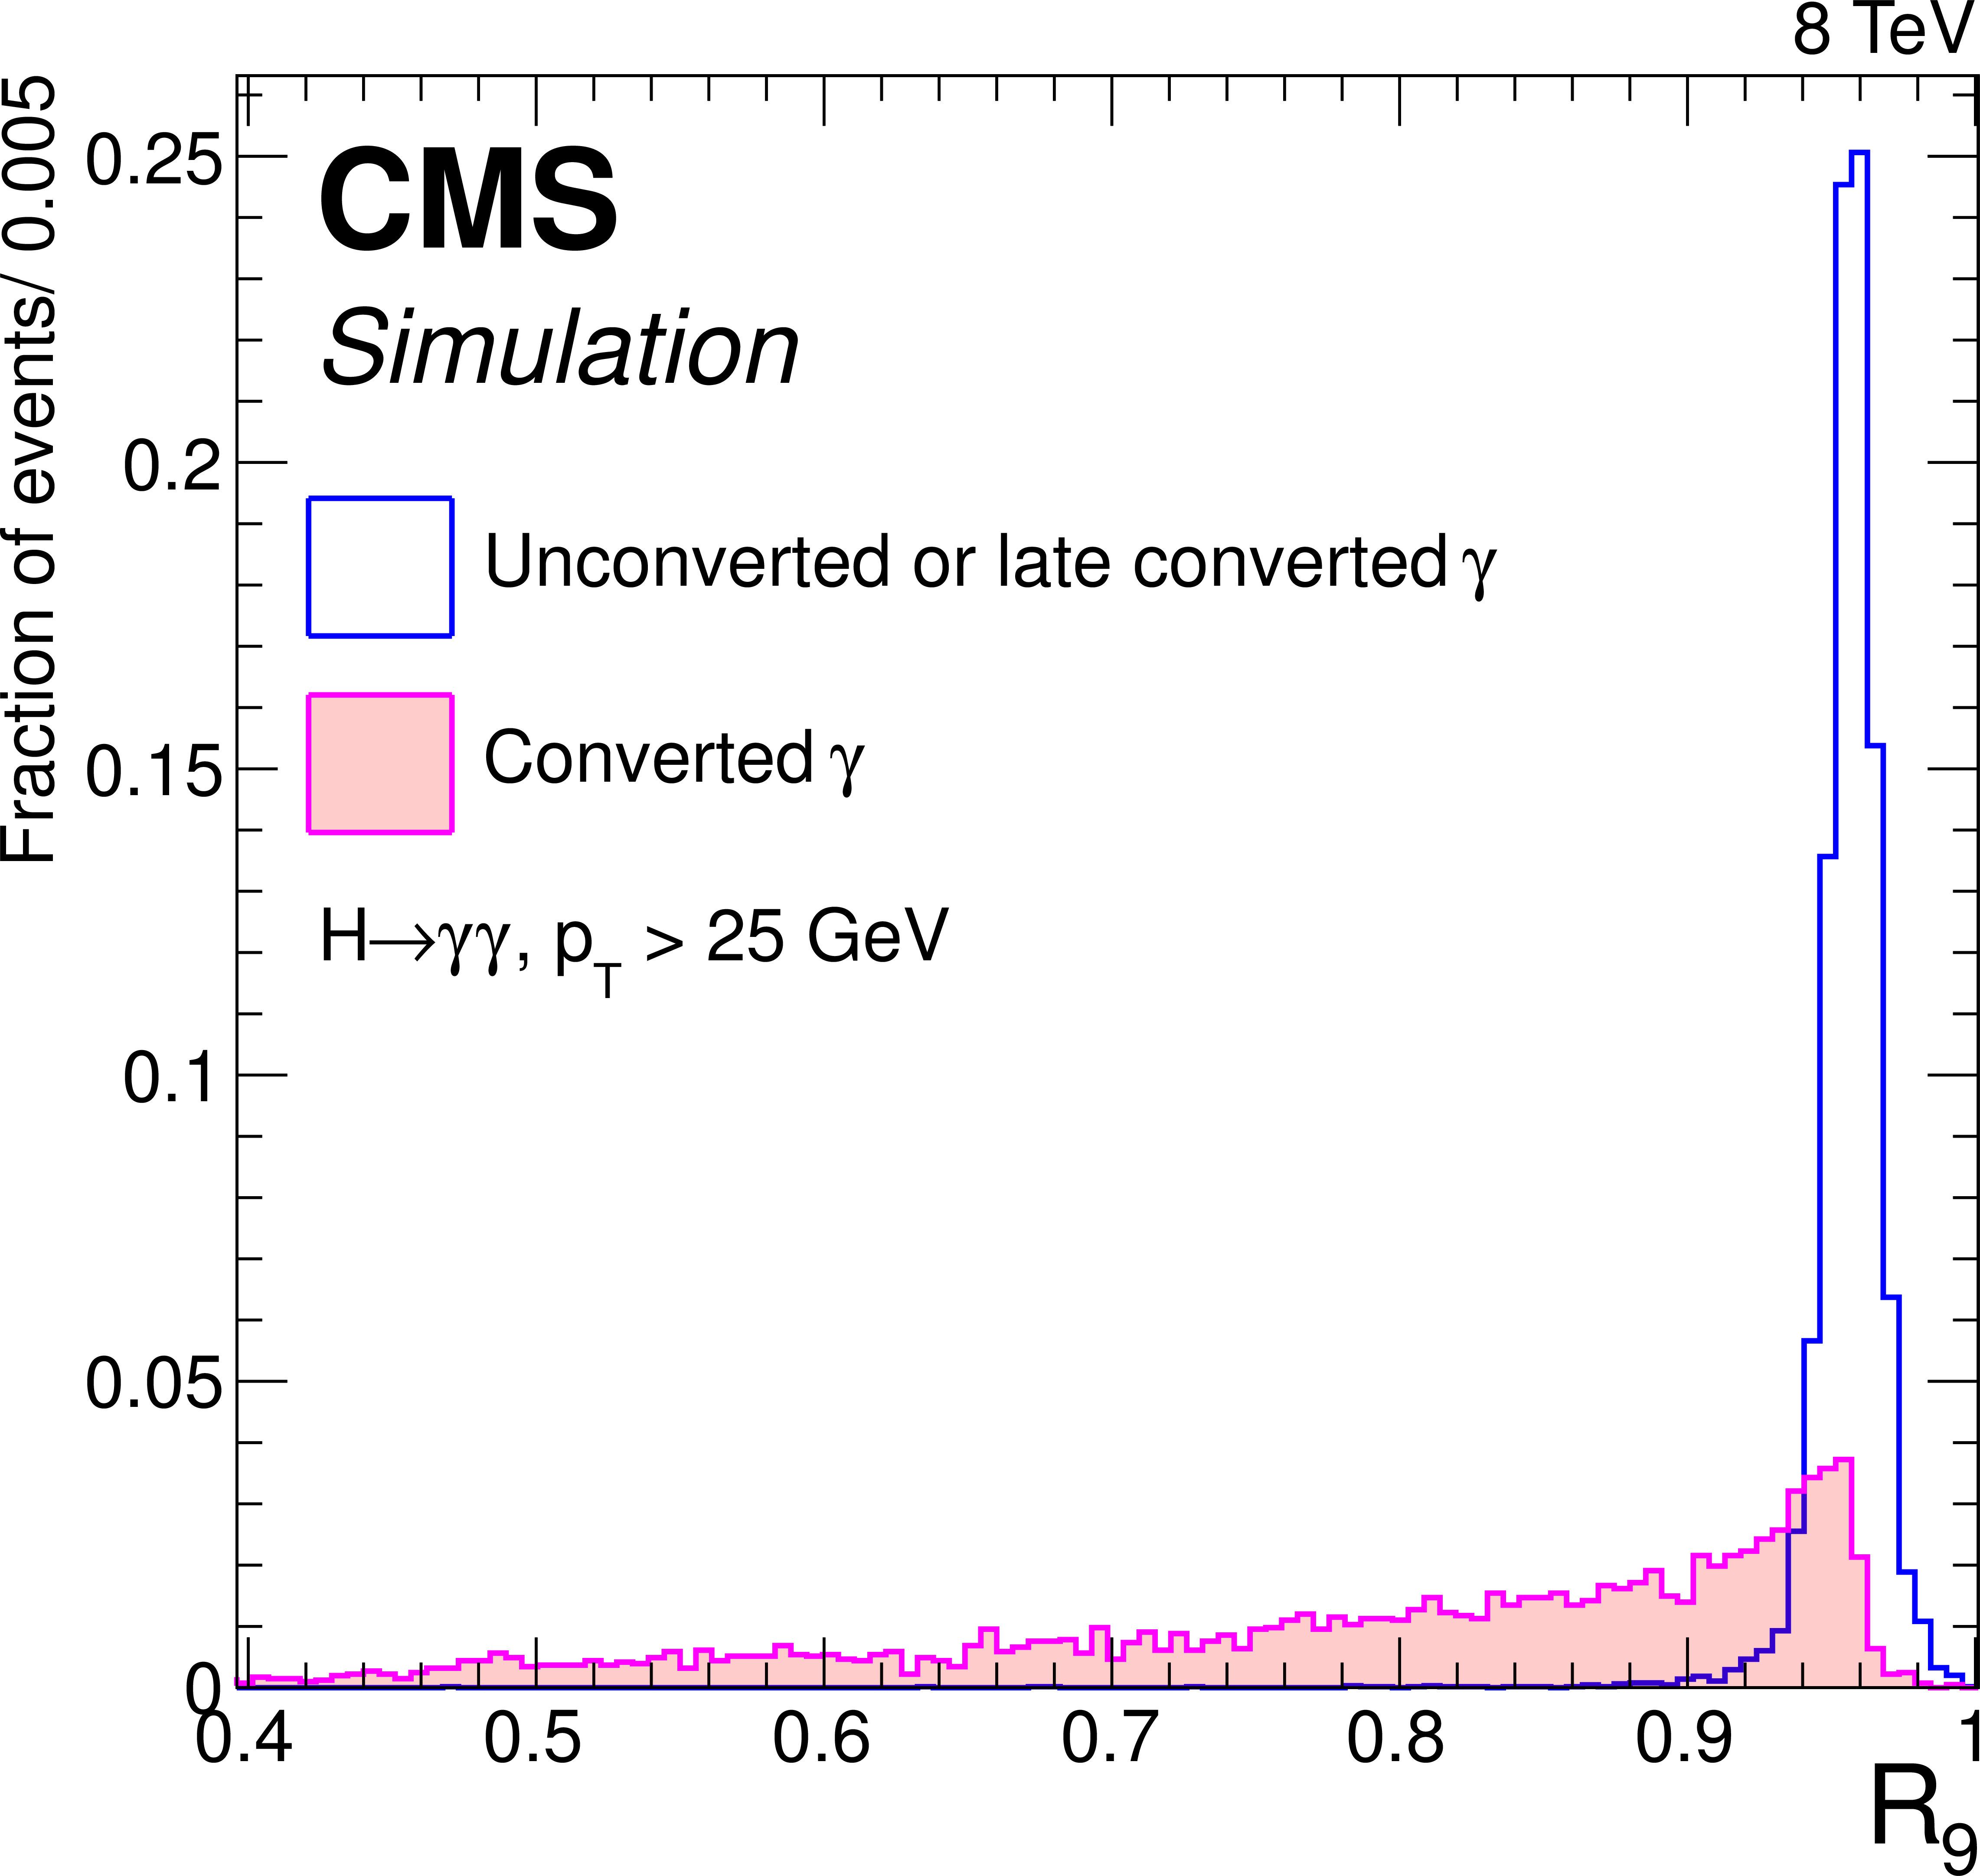 8 TeV
Fraction of events/ 0.005
CMS
Simulation
Unconverted or late converted γ
Converted γ
H→γγ, p_T > 25 GeV
0.25
0.2
0.15
0.1
0.05
0
0.4 0.5 0.6 0.7 0.8 0.9 1
R_9